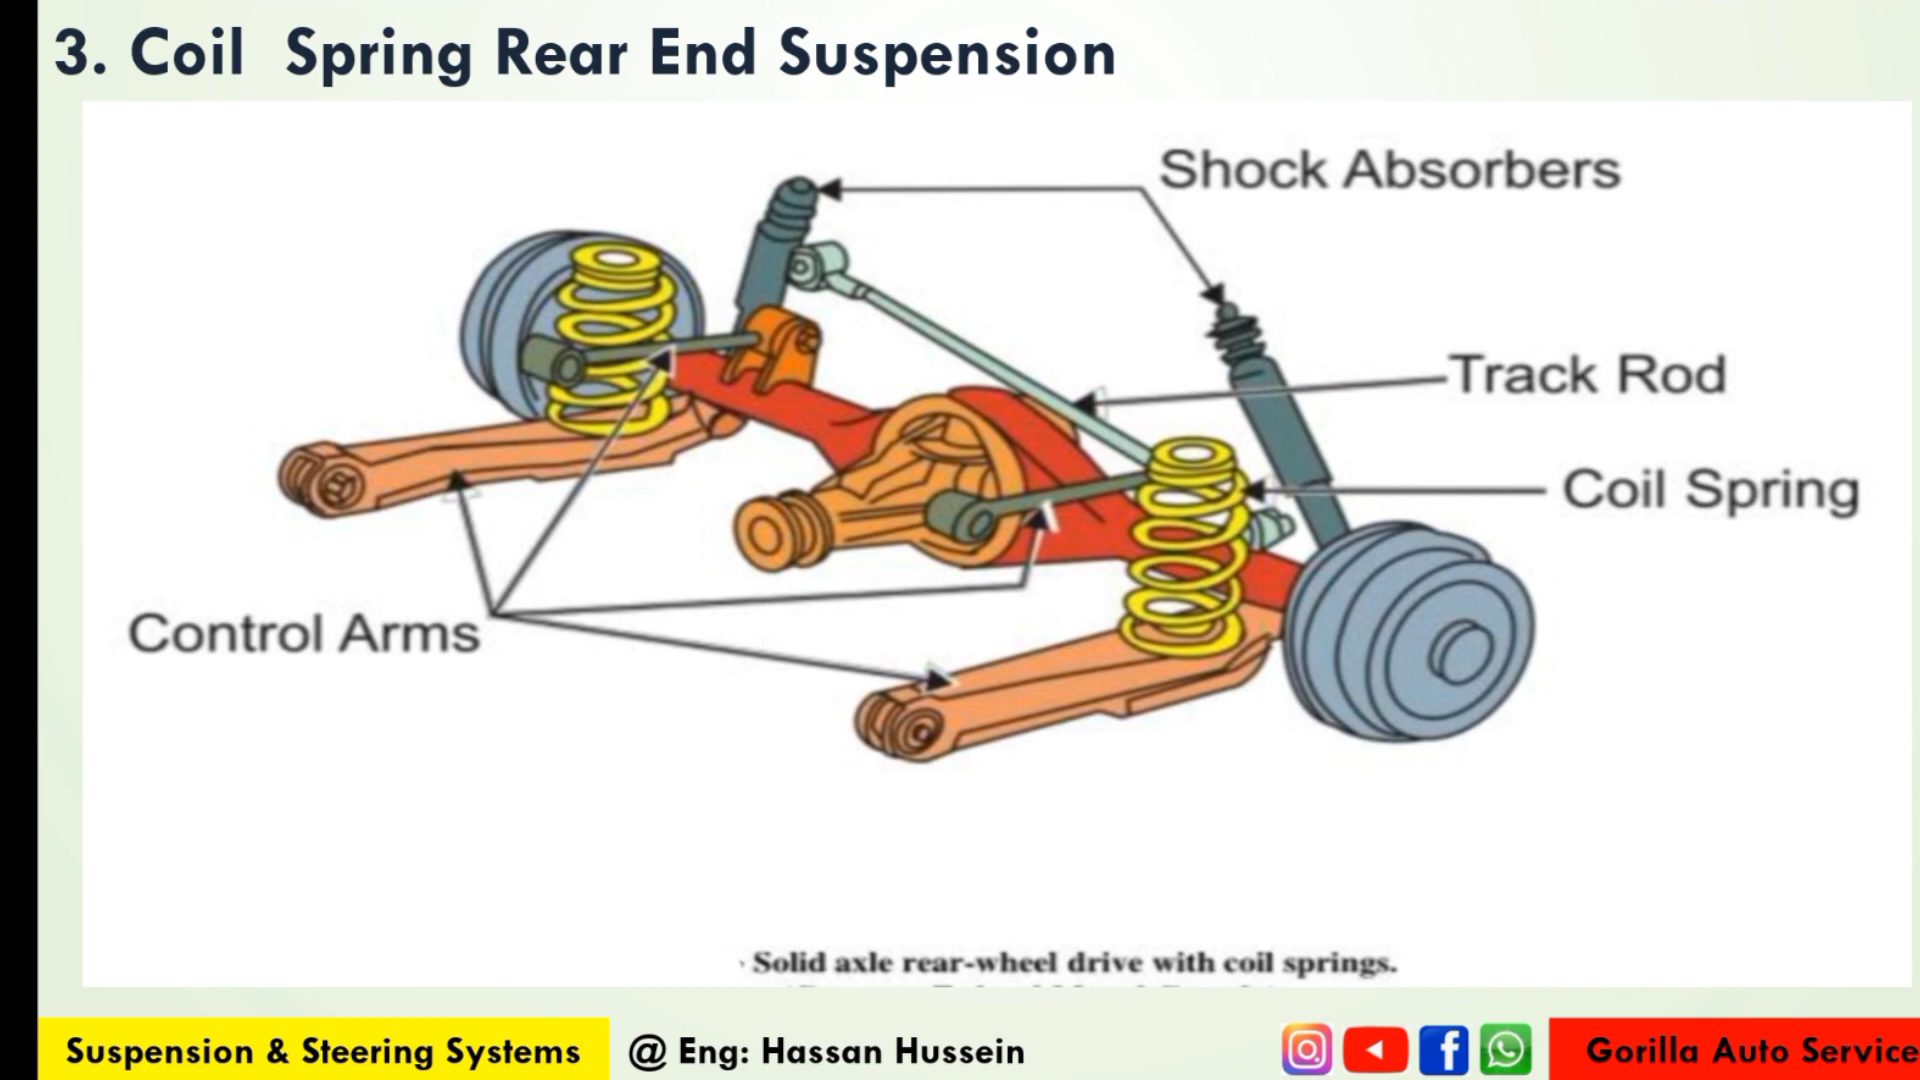 3. Coil Spring Rear End Suspension
Shock Absorbers
Track Rod
Coil Spring
Control Arms
Solid axle rear-wheel drive with coil springs.
Suspension & Steering Systems
@ Eng: Hassan Hussein
Gorilla Auto Service